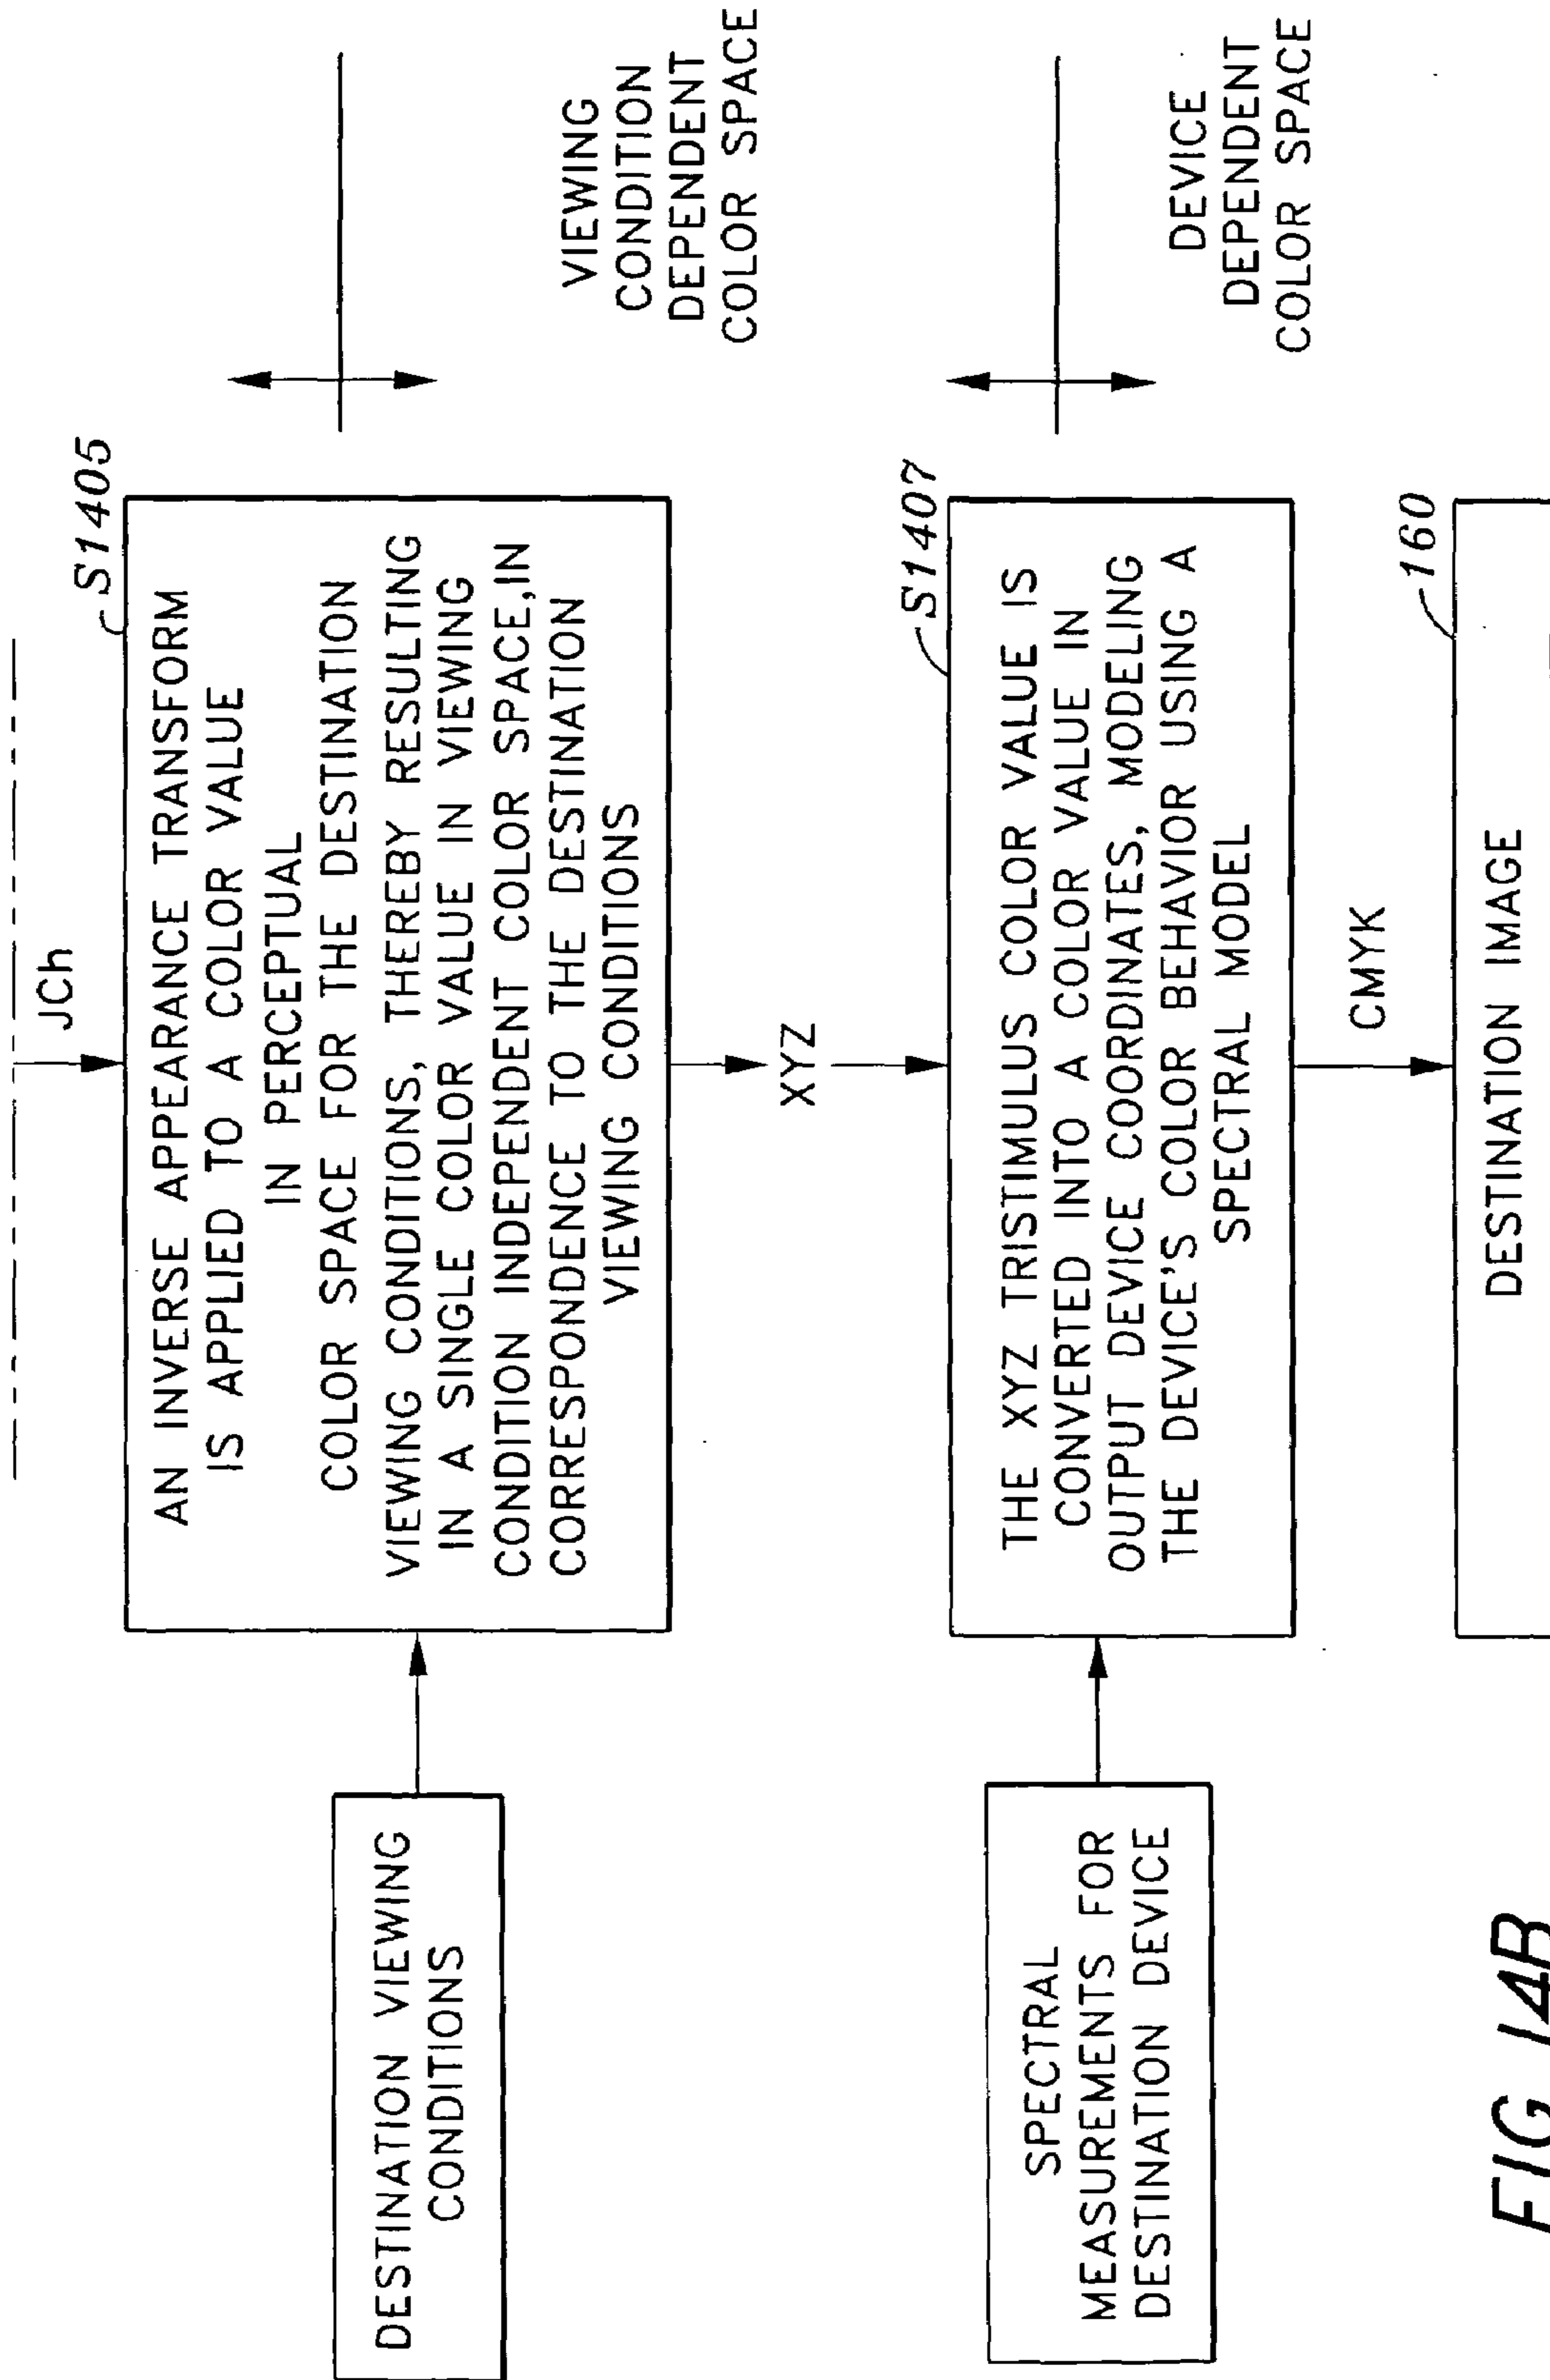 JCh
S1405
AN INVERSE APPEARANCE TRANSFORM
IS APPLIED TO A COLOR VALUE
IN PERCEPTUAL
COLOR SPACE FOR THE DESTINATION
VIEWING CONDITIONS, THEREBY RESULTING
IN A SINGLE COLOR VALUE IN VIEWING
CONDITION INDEPENDENT COLOR SPACE,IN
CORRESPONDENCE TO THE DESTINATION
VIEWING CONDITIONS
DESTINATION VIEWING
CONDITIONS
VIEWING
CONDITION
DEPENDENT
COLOR SPACE
XYZ
S1407
THE XYZ TRISTIMULUS COLOR VALUE IS
CONVERTED INTO A COLOR VALUE IN
OUTPUT DEVICE COORDINATES, MODELING
THE DEVICE'S COLOR BEHAVIOR USING A
SPECTRAL MODEL
SPECTRAL
MEASUREMENTS FOR
DESTINATION DEVICE
DEVICE
DEPENDENT
COLOR SPACE
CMYK
160
DESTINATION IMAGE
FIG 14B